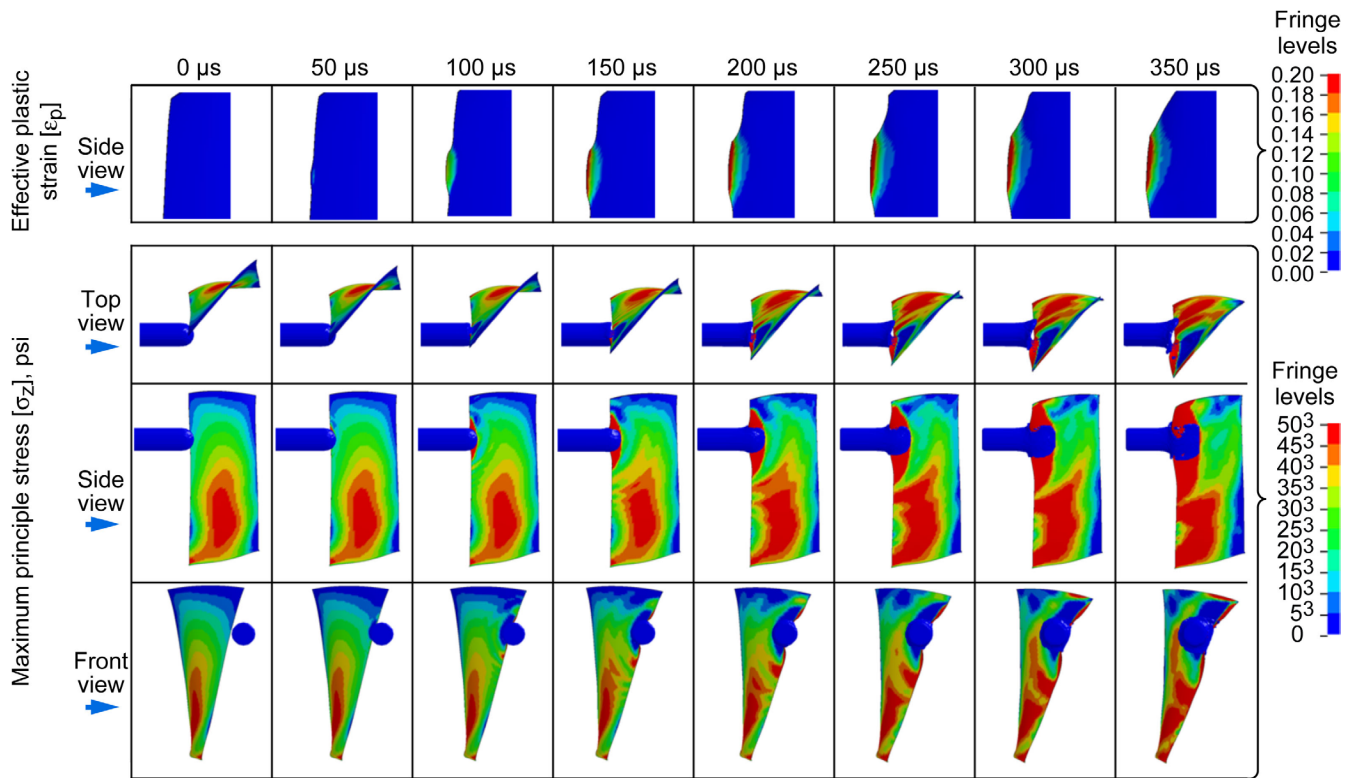 Fringe
levels
0 μs 50 μs 100 μs 150 μs 200 μs 250 μs 300 μs 350 μs
Effective plastic
strain [εp]
Side
view
0.20
0.18
0.16
0.14
0.12
0.10
0.08
0.06
0.04
0.02
0.00
Maximum principle stress [σz], psi
Top
view
Side
view
Front
view
Fringe
levels
50³
45³
40³
35³
30³
25³
20³
15³
10³
5³
0